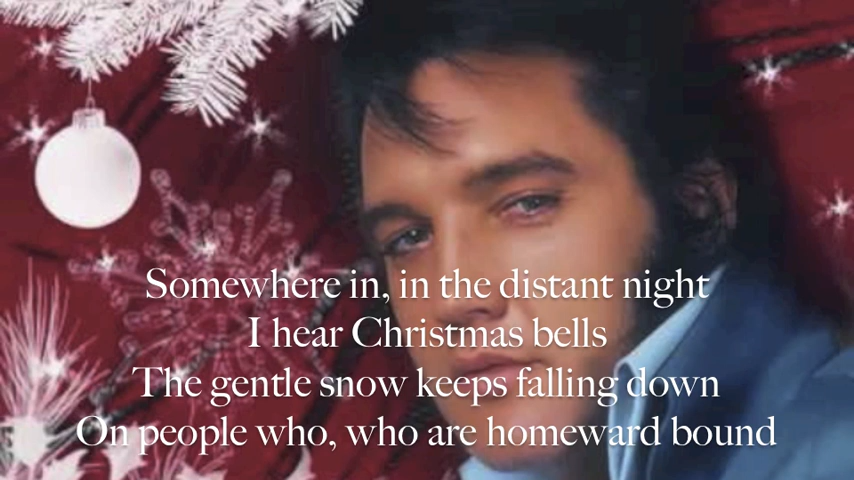 Somewhere in, in the distant night
I hear Christmas bells
The gentle snow keeps falling down
On people who, who are homeward bound